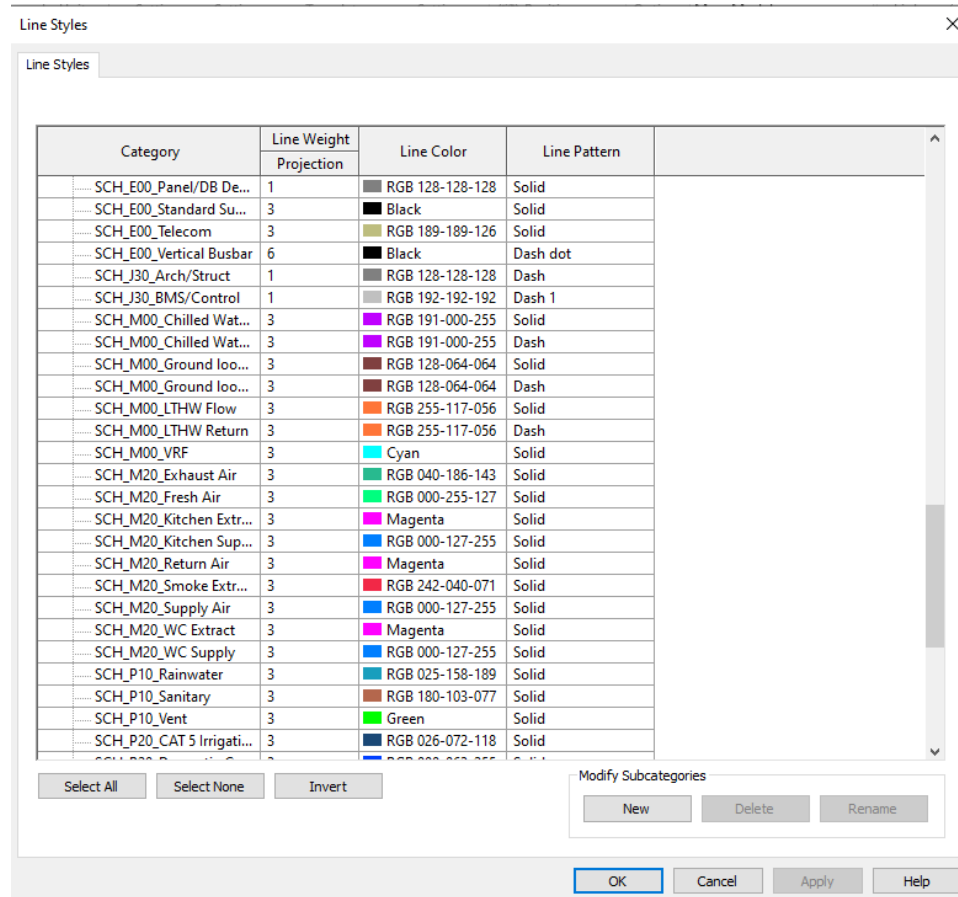 Line Styles
Line Styles
Category Line Weight Line Color Line Pattern
Projection
SCH_E00_Panel/DB De... 1 RGB 128-128-128 Solid
SCH_E00_Standard Su... 3 Black Solid
SCH_E00_Telecom 3 RGB 189-189-126 Solid
SCH_E00_Vertical Busbar 6 Black Dash dot
SCH_J30_Arch/Struct 1 RGB 128-128-128 Dash
SCH_J30_BMS/Control 1 RGB 192-192-192 Dash 1
SCH_M00_Chilled Wat... 3 RGB 191-000-255 Solid
SCH_M00_Chilled Wat... 3 RGB 191-000-255 Dash
SCH_M00_Ground loo... 3 RGB 128-064-064 Solid
SCH_M00_Ground loo... 3 RGB 128-064-064 Dash
SCH_M00_LTHW Flow 3 RGB 255-117-056 Solid
SCH_M00_LTHW Return 3 RGB 255-117-056 Dash
SCH_M00_VRF 3 Cyan Solid
SCH_M20_Exhaust Air 3 RGB 040-186-143 Solid
SCH_M20_Fresh Air 3 RGB 000-255-127 Solid
SCH_M20_Kitchen Extr... 3 Magenta Solid
SCH_M20_Kitchen Sup... 3 RGB 000-127-255 Solid
SCH_M20_Return Air 3 Magenta Solid
SCH_M20_Smoke Extr... 3 RGB 242-040-071 Solid
SCH_M20_Supply Air 3 RGB 000-127-255 Solid
SCH_M20_WC Extract 3 Magenta Solid
SCH_M20_WC Supply 3 RGB 000-127-255 Solid
SCH_P10_Rainwater 3 RGB 025-158-189 Solid
SCH_P10_Sanitary 3 RGB 180-103-077 Solid
SCH_P10_Vent 3 Green Solid
SCH_P20_CAT 5 Irrigati... 3 RGB 026-072-118 Solid
Select All Select None Invert
Modify Subcategories
New Delete Rename
OK Cancel Apply Help